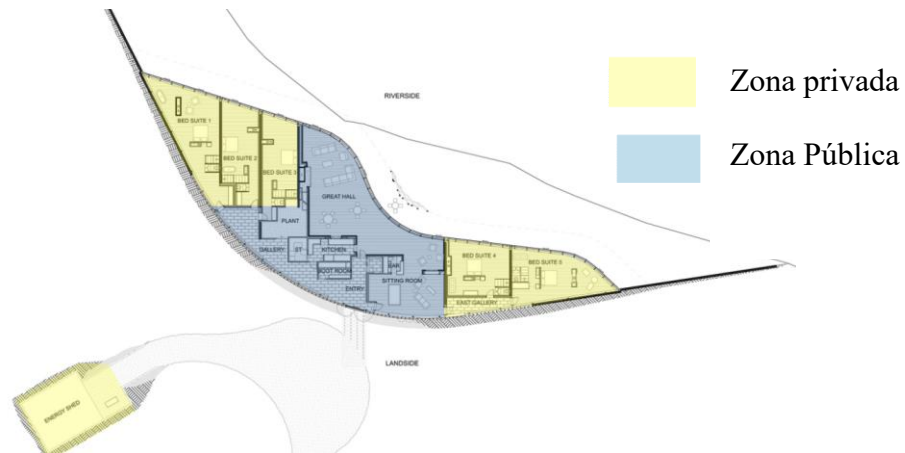 RIVERSIDE
Zona privada
Zona Pública
BED SUITE 1
BED SUITE 2
BED SUITE 3
GREAT HALL
PLANT
GALLERY
ST
KITCHEN
BOOT ROOM
BAR
ENTRY
SITTING ROOM
BED SUITE 4
BED SUITE 5
EAST GALLERY
LANDSIDE
ENERGY SHED